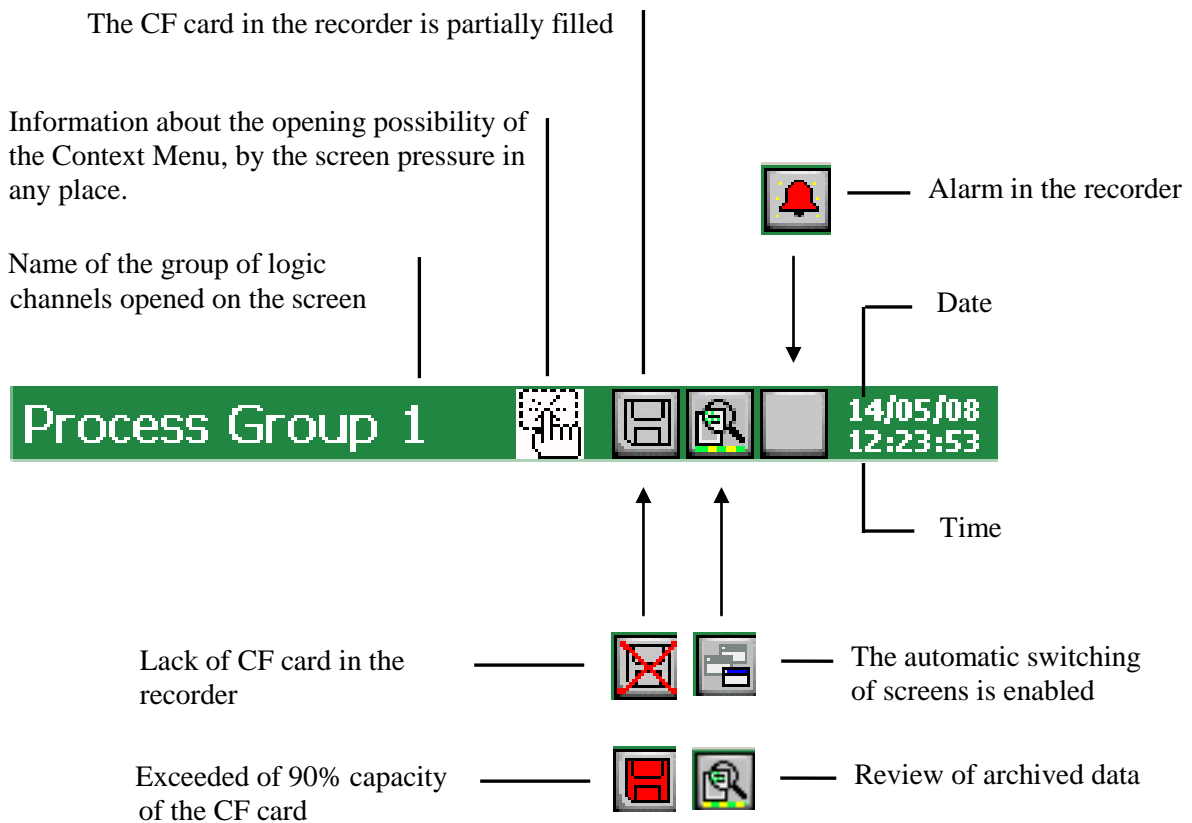 The CF card in the recorder is partially filled
Information about the opening possibility of
the Context Menu, by the screen pressure in
any place.
Alarm in the recorder
Name of the group of logic
channels opened on the screen
Date
Process Group 1
14/05/08
12:23:53
Time
Lack of CF card in the
recorder
The automatic switching
of screens is enabled
Exceeded of 90% capacity
of the CF card
Review of archived data